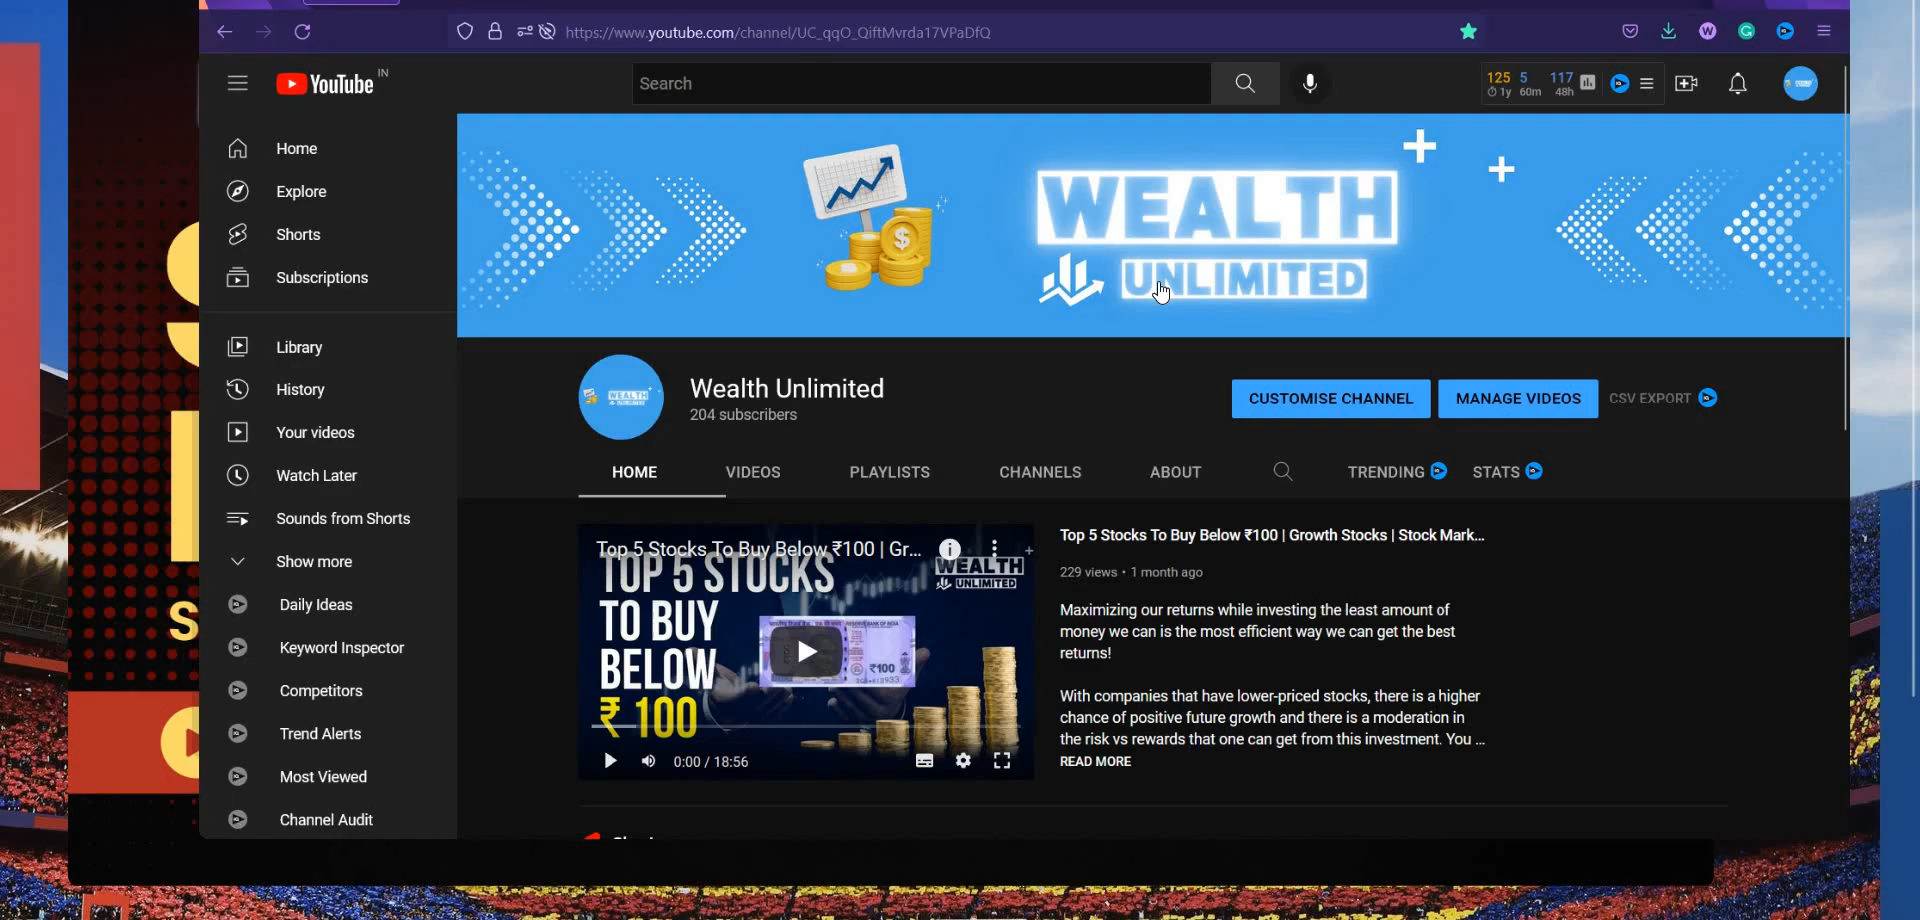 https://www.youtube.com/channel/UC_qqO_QiftMvrda17VPaDfQ
W
G
YouTube IN
Search
125 5 117
1y 60m 48h
Home
Explore
Shorts
Subscriptions
Library
History
Your videos
Watch Later
Sounds from Shorts
Show more
Daily Ideas
Keyword Inspector
Competitors
Trend Alerts
Most Viewed
Channel Audit
WEALTH
UNLIMITED
WEALTH
Wealth Unlimited
204 subscribers
CUSTOMISE CHANNEL
MANAGE VIDEOS
CSV EXPORT
HOME
VIDEOS
PLAYLISTS
CHANNELS
ABOUT
TRENDING
STATS
Top 5 Stocks To Buy Below ₹100 | Gr...
TOP 5 STOCKS
TO BUY
BELOW
₹ 100
WEALTH
UNLIMITED
₹100
0:00 / 18:56
Top 5 Stocks To Buy Below ₹100 | Growth Stocks | Stock Mark...
229 views • 1 month ago
Maximizing our returns while investing the least amount of
money we can is the most efficient way we can get the best
returns!
With companies that have lower-priced stocks, there is a higher
chance of positive future growth and there is a moderation in
the risk vs rewards that one can get from this investment. You ...
READ MORE